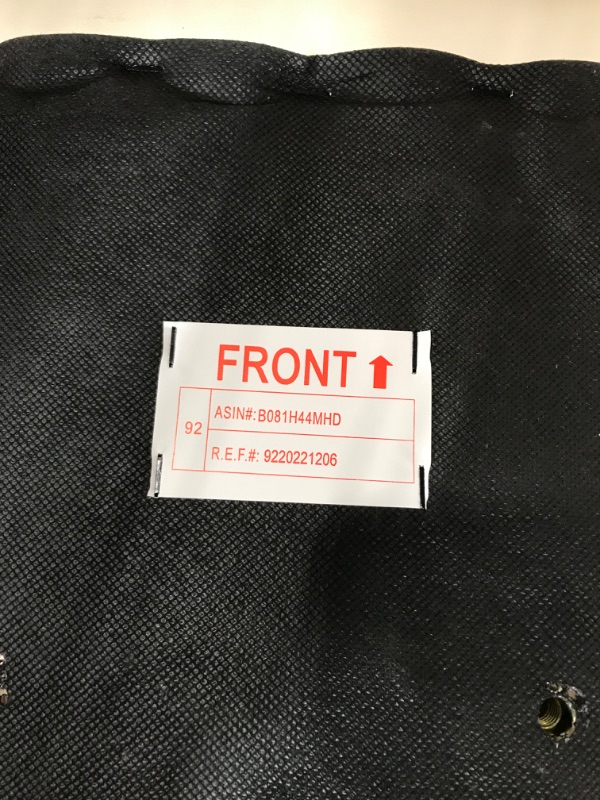 FRONT ↑
92
ASIN#:B081H44MHD
R.E.F.#: 9220221206